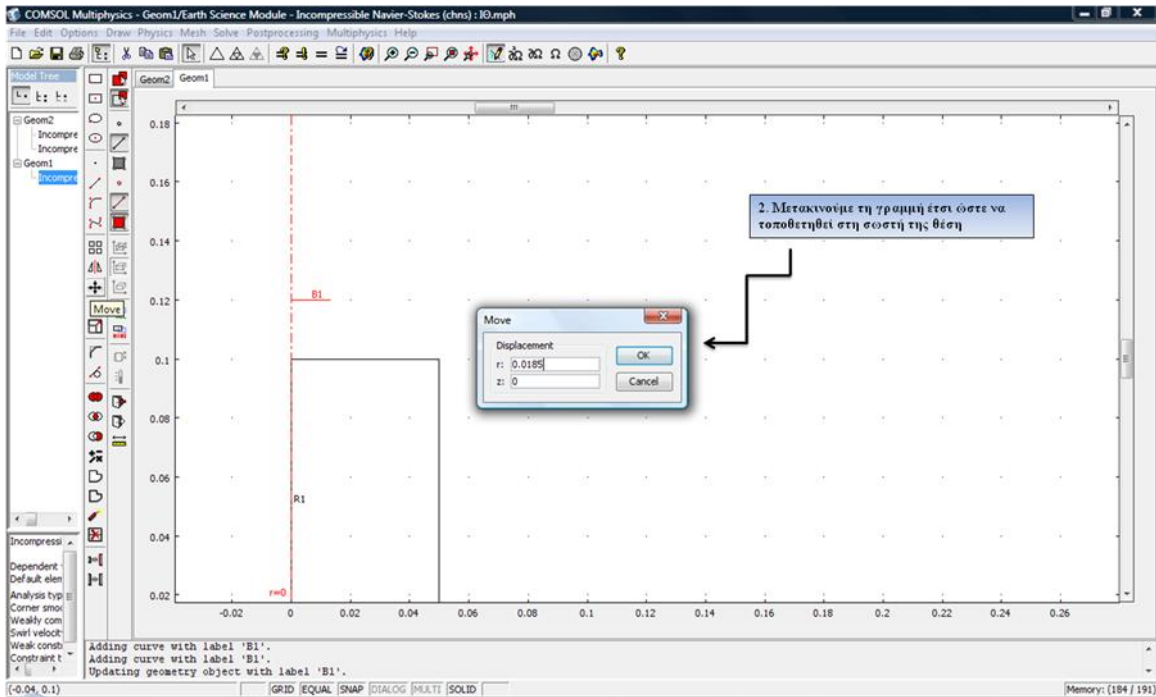 COMSOL Multiphysics - Geom1/Earth Science Module - Incompressible Navier-Stokes (chns) : ΙΘ.mph
File Edit Options Draw Physics Mesh Solve Postprocessing Multiphysics Help
Model Tree
Geom2
Incompre
Incompre
Geom1
Incompre
Geom2 Geom1
0.18
0.16
0.14
0.12
0.1
0.08
0.06
0.04
0.02
B1
R1
r=0
-0.02 0 0.02 0.04 0.06 0.08 0.1 0.12 0.14 0.16 0.18 0.2 0.22 0.24 0.26
Move
2. Μετακινούμε τη γραμμή έτσι ώστε να
τοποθετηθεί στη σωστή της θέση
Move
Displacement
r: 0.0185
z: 0
OK
Cancel
Incompressi
Dependent
Default elen
Analysis typ
Corner smo
Weakly com
Swirl velocit
Weak const
Constraint t
Adding curve with label 'B1'.
Adding curve with label 'B1'.
Updating geometry object with label 'B1'.
(-0.04, 0.1)
GRID EQUAL SNAP DIALOG MULTI SOLID
Memory: (184 / 191)